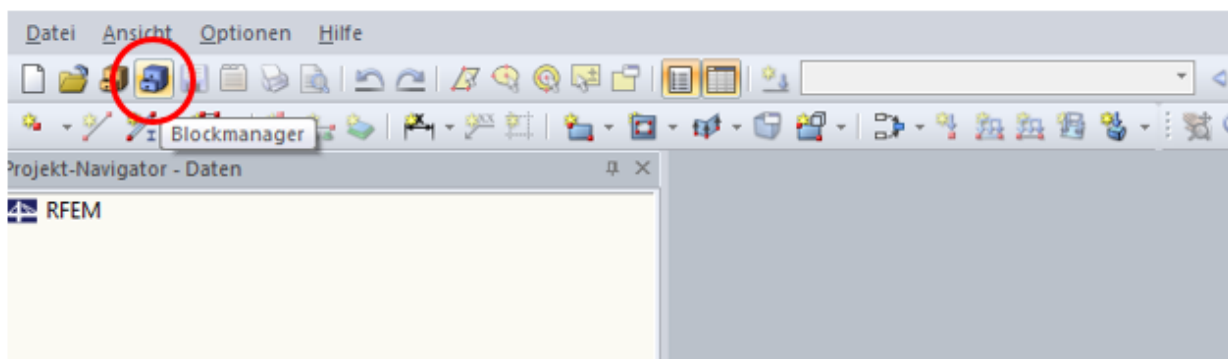 Datei Ansicht Optionen Hilfe
Blockmanager
Projekt-Navigator - Daten
RFEM